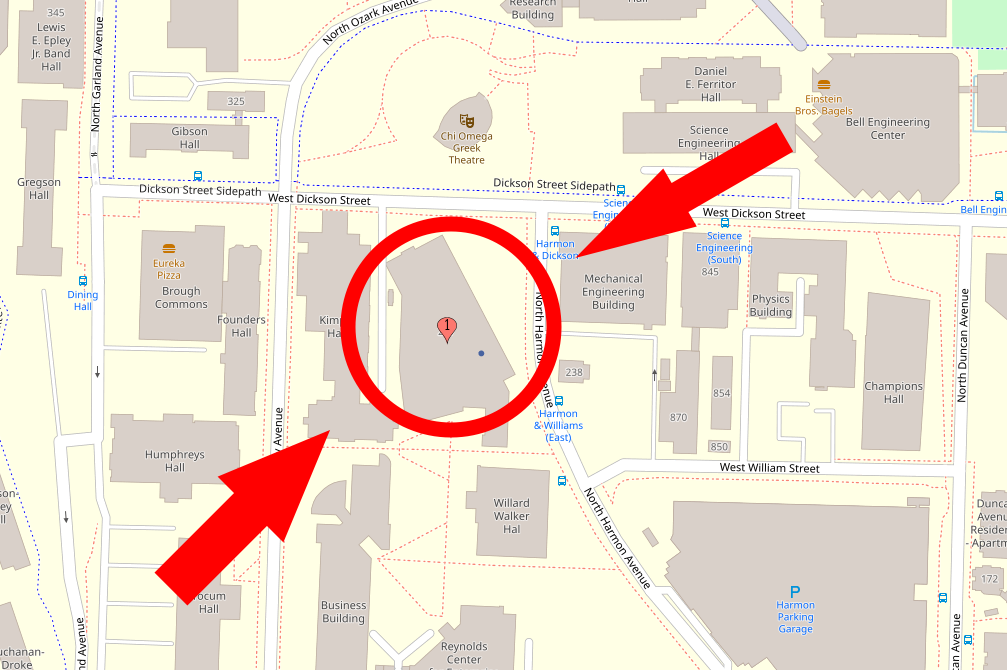 345
Lewis
E. Epley
Jr. Band
Hall
North Garland Avenue
North Ozark Avenue
Research
Building
Hall
325
Gibson
Hall
Chi Omega
Greek
Theatre
Daniel
E. Ferritor
Hall
Science
Engineering
Hall
Einstein
Bros. Bagels
Bell Engineering
Center
Gregson
Hall
Dickson Street Sidepath
West Dickson Street
Dickson Street Sidepath
West Dickson Street
Bell Engin
Harmon
& Dickson
Science
Engineering
(South)
845
Eureka
Pizza
Brough
Commons
Dining
Hall
Founders
Hall
Hall
1
North Harmon Avenue
Mechanical
Engineering
Building
Physics
Building
North Duncan Avenue
238
854
870
850
Champions
Hall
Harmon
& Williams
(East)
Humphreys
Hall
Avenue
West William Street
Willard
Walker
Hal
North Harmon Avenue
Hall
Business
Building
Reynolds
Center
P
Harmon
Parking
Garage
Avenue
172